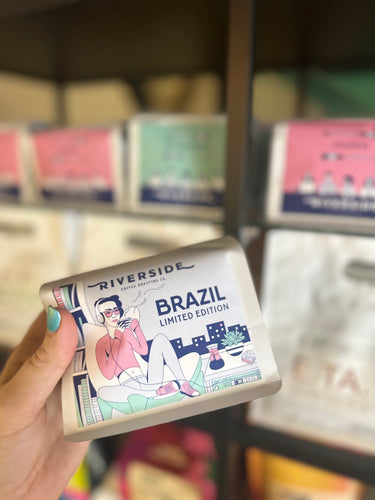 RIVERSIDE
COFFEE ROASTING CO.
BRAZIL
LIMITED EDITION